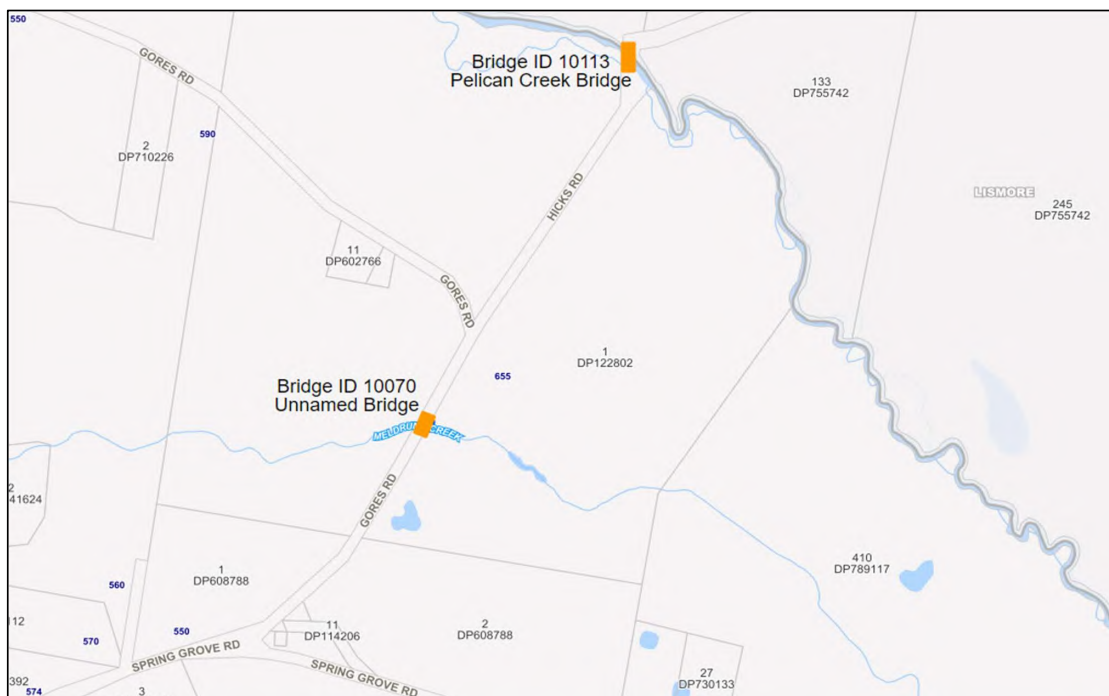 550
GORES RD
Bridge ID 10113
Pelican Creek Bridge
133
DP755742
590
2
DP710226
HICKS RD
LISMORE
245
DP755742
11
DP602766
GORES RD
1
DP122802
655
Bridge ID 10070
Unnamed Bridge
GORES RD
41624
410
DP789117
1
DP608788
560
112
550
570
SPRING GROVE RD
11
DP114206
2
DP608788
SPRING GROVE RD
27
DP730133
392
574
3